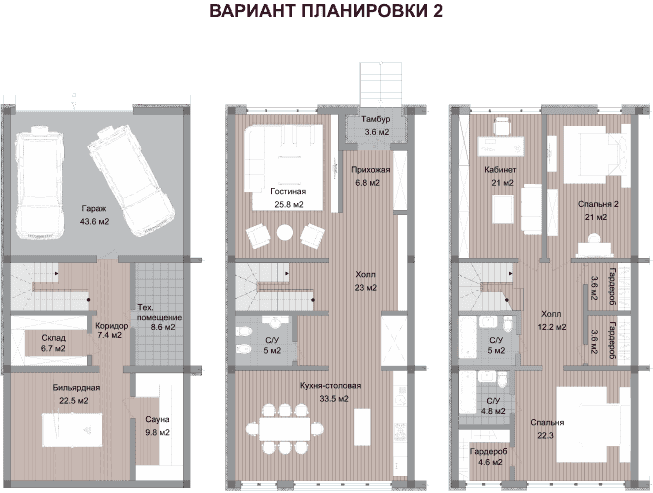 ВАРИАНТ ПЛАНИРОВКИ 2
Гараж
43.6 м2
Тех.
помещение
8.6 м2
Коридор
7.4 м2
Склад
6.7 м2
Бильярдная
22.5 м2
Сауна
9.8 м2
Тамбур
3.6 м2
Прихожая
6.8 м2
Гостиная
25.8 м2
Холл
23 м2
С/У
5 м2
Кухня-столовая
33.5 м2
Кабинет
21 м2
Спальня 2
21 м2
Гардероб
3.6 м2
Холл
12.2 м2
Гардероб
3.6 м2
С/У
5 м2
С/У
4.8 м2
Спальня
22.3
Гардероб
4.6 м2